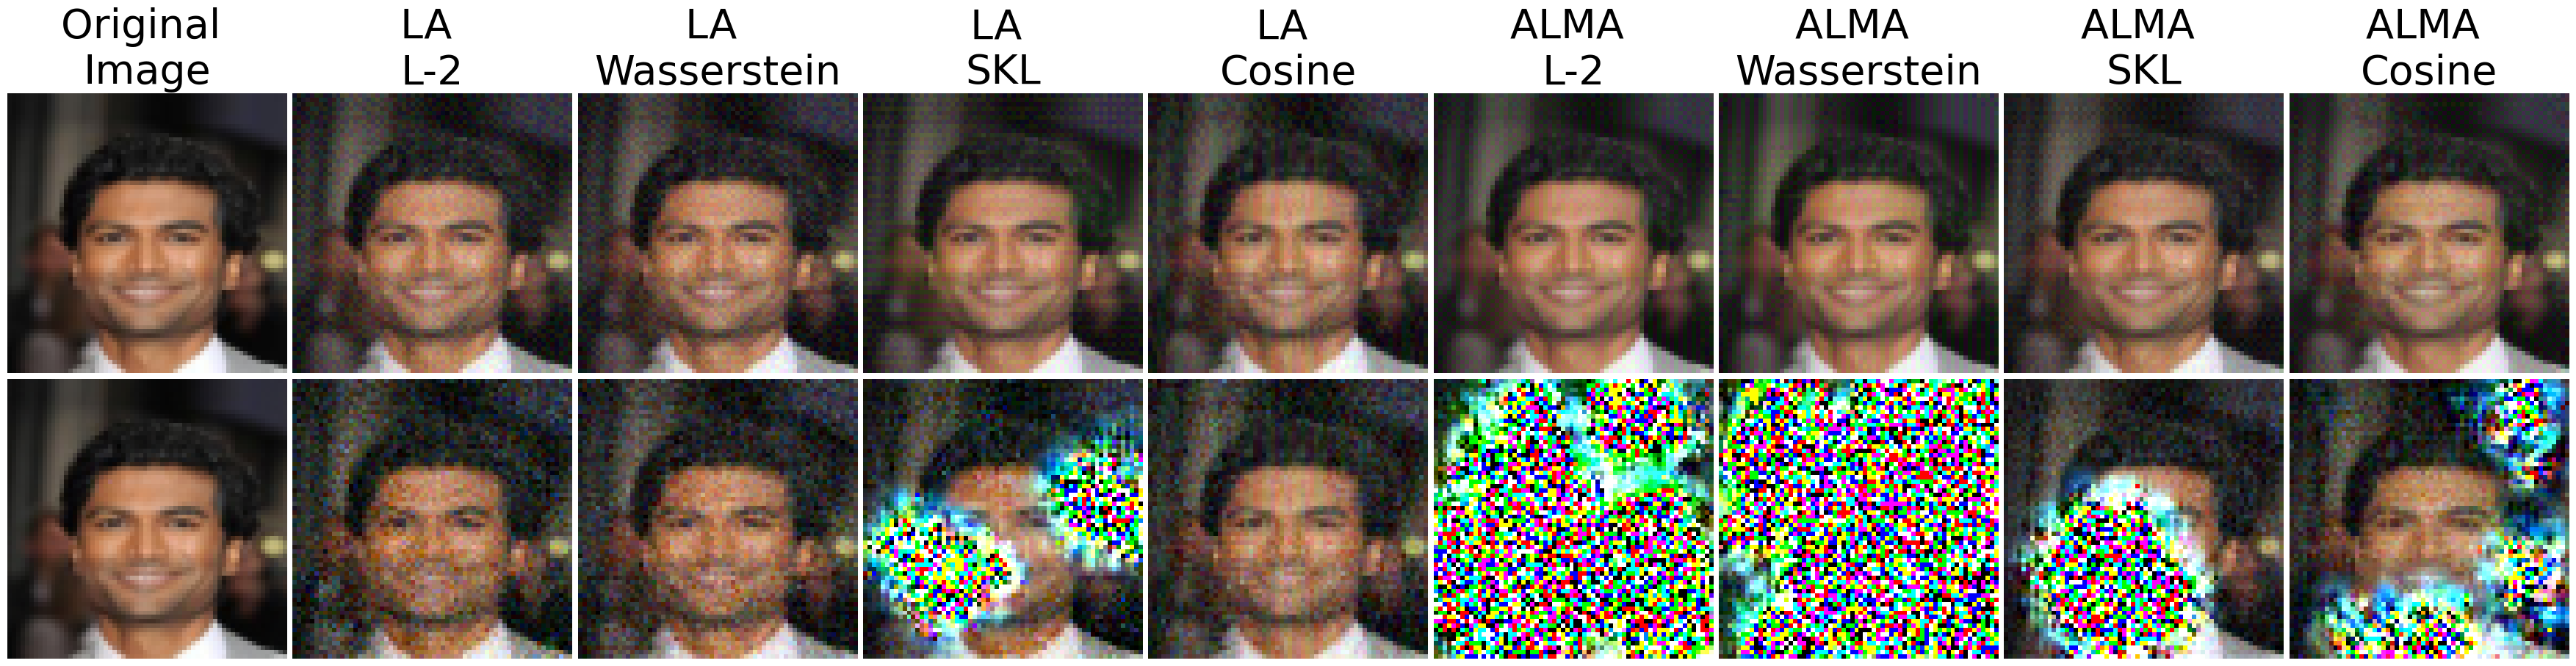 Original
Image
LA
L-2
LA
Wasserstein
LA
SKL
LA
Cosine
ALMA
L-2
ALMA
Wasserstein
ALMA
SKL
ALMA
Cosine